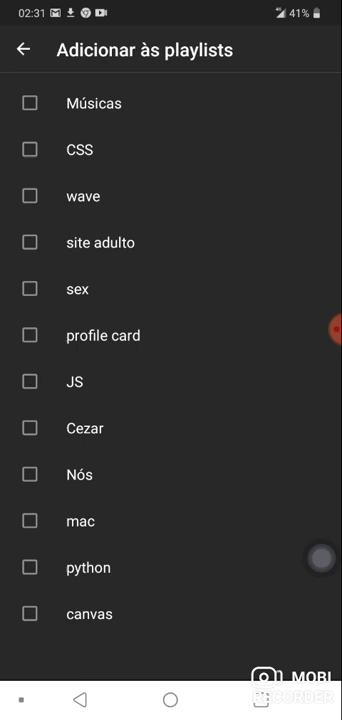 02:31
41%
Adicionar às playlists
Músicas
CSS
wave
site adulto
sex
profile card
JS
Cezar
Nós
mac
python
canvas
MOBI
RECORDER